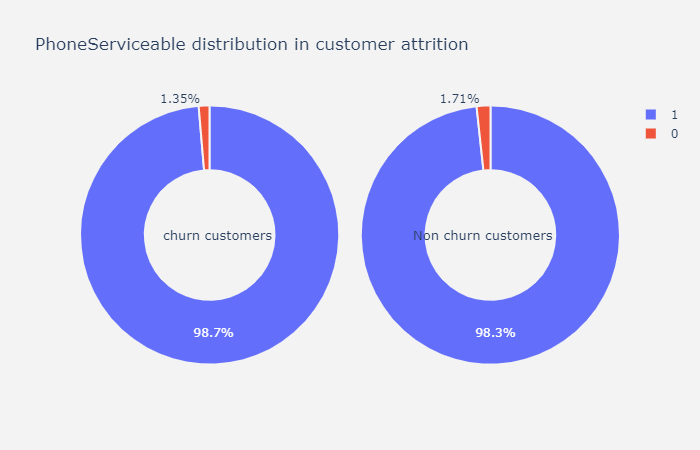 PhoneServiceable distribution in customer attrition
1.35%
1.71%
1
0
churn customers
Non churn customers
98.7%
98.3%